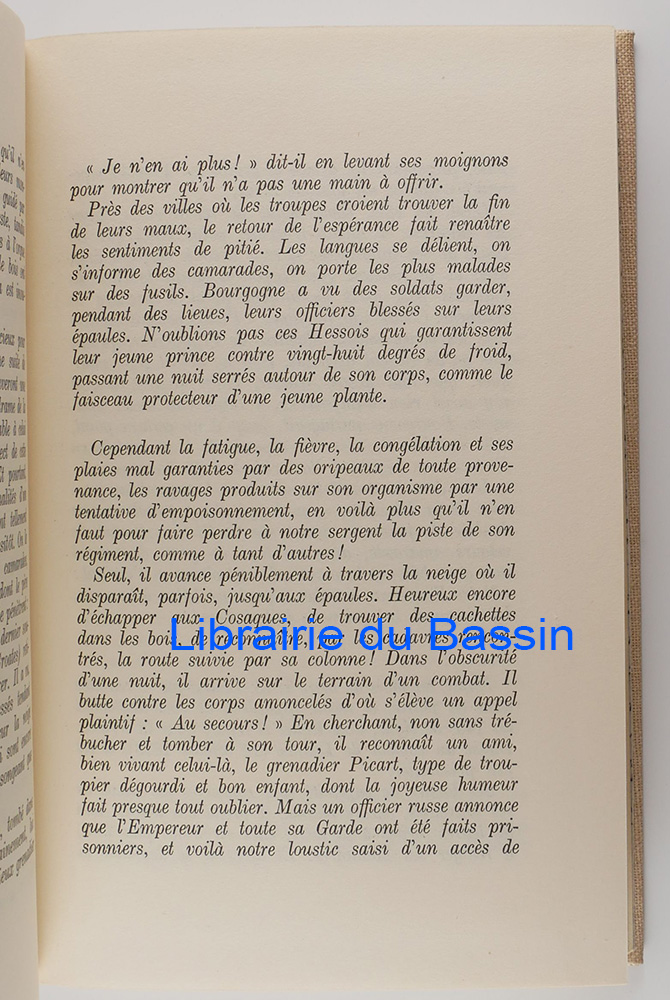 « Je n'en ai plus ! » dit-il en levant ses moignons
pour montrer qu'il n'a pas une main à offrir.
Près des villes où les troupes croient trouver la fin
de leurs maux, le retour de l'espérance fait renaître
les sentiments de pitié. Les langues se délient, on
s'informe des camarades, on porte les plus malades
sur des fusils. Bourgogne a vu des soldats garder,
pendant des lieues, leurs officiers blessés sur leurs
épaules. N'oublions pas ces Hessois qui garantissent
leur jeune prince contre vingt-huit degrés de froid,
passant une nuit serrés autour de son corps, comme le
faisceau protecteur d'une jeune plante.
Cependant la fatigue, la fièvre, la congélation et ses
plaies mal garanties par des oripeaux de toute prove-
nance, les ravages produits sur son organisme par une
tentative d'empoisonnement, en voilà plus qu'il n'en
faut pour faire perdre à notre sergent la piste de son
régiment, comme à tant d'autres !
Seul, il avance péniblement à travers la neige où il
disparaît, parfois, jusqu'aux épaules. Heureux encore
d'échapper aux Cosaques, de trouver des cachettes
dans les bois, de reconnaître, par les cadavres rencon-
trés, la route suivie par sa colonne ! Dans l'obscurité
d'une nuit, il arrive sur le terrain d'un combat. Il
butte contre les corps amoncelés d'où s'élève un appel
plaintif : « Au secours ! » En cherchant, non sans tré-
bucher et tomber à son tour, il reconnaît un ami,
bien vivant celui-là, le grenadier Picart, type de trou-
pier dégourdi et bon enfant, dont la joyeuse humeur
fait presque tout oublier. Mais un officier russe annonce
que l'Empereur et toute sa Garde ont été faits pri-
sonniers, et voilà notre loustic saisi d'un accès de
Librairie du Bassin